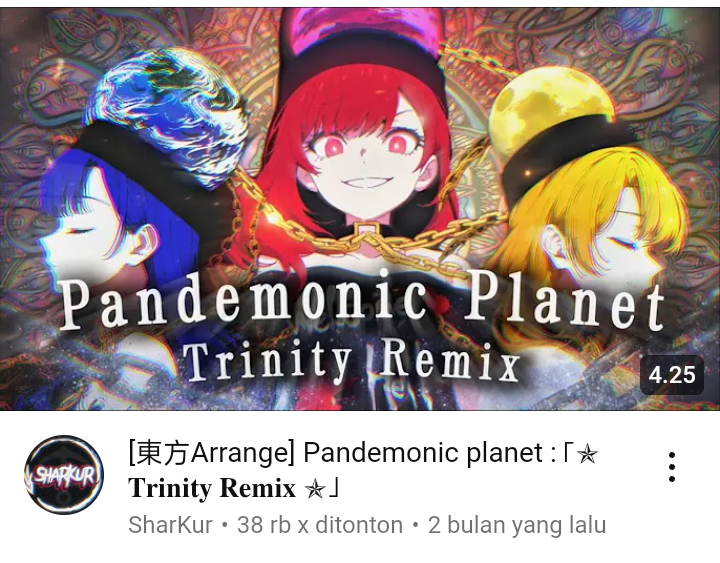 Pandemonic Planet
Trinity Remix
4.25
SHARKUR
[東方Arrange] Pandemonic planet :「✯
𝐓𝐫𝐢𝐧𝐢𝐭𝐲 𝐑𝐞𝐦𝐢𝐱 ✯」
SharKur • 38 rb x ditonton • 2 bulan yang lalu